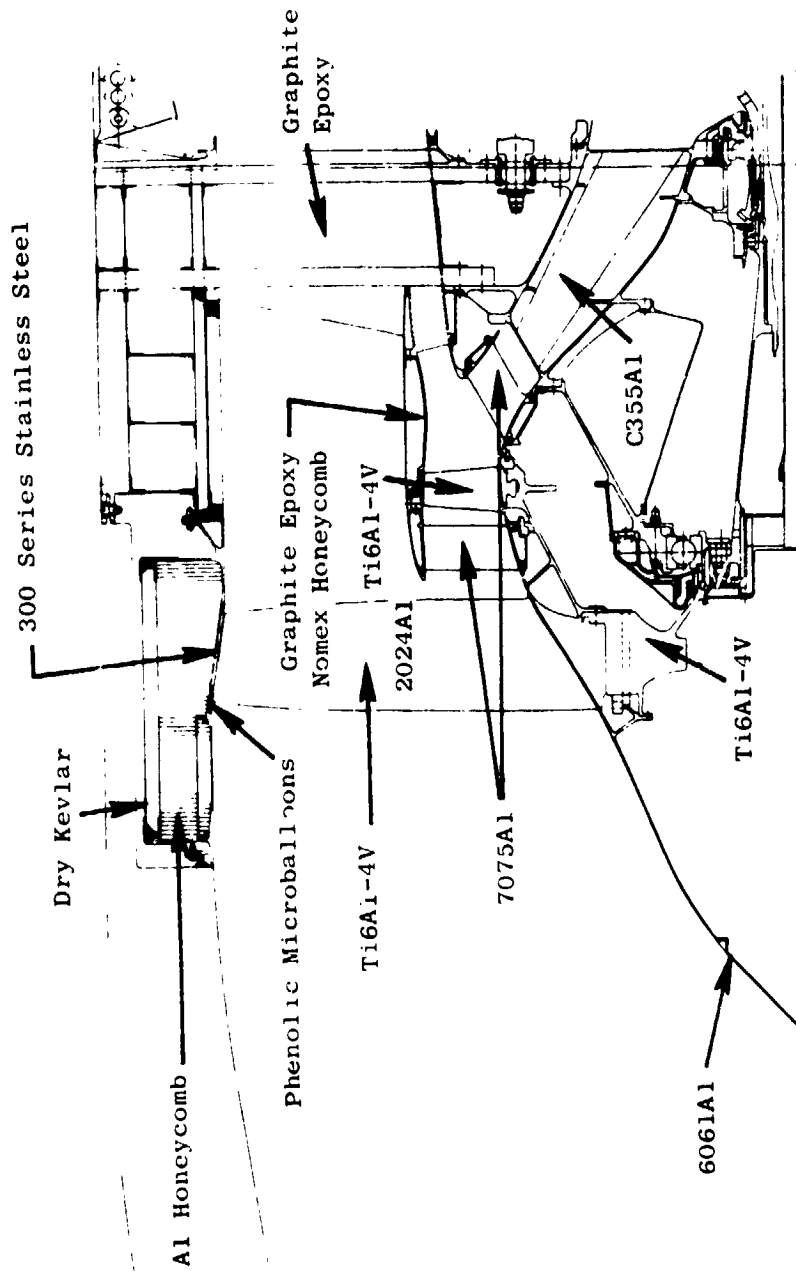 300 Series Stainless Steel
Dry Kevlar
Al Honeycomb
Phenolic Microballoons
Graphite
Epoxy
Graphite Epoxy
Nomex Honeycomb
Ti6Al-4V
2024Al
Ti6Al-4V
7075Al
C355Al
Ti6Al-4V
6061Al